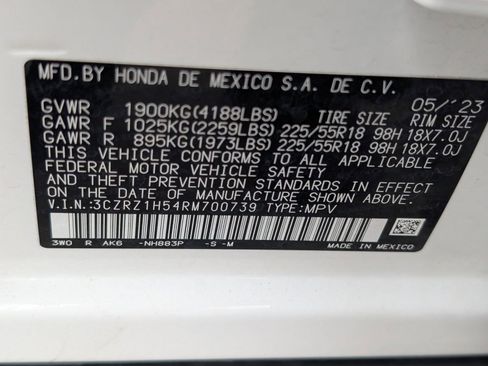 MFD.BY HONDA DE MEXICO S.A. DE C.V.
05/'23
GVWR 1900KG(4188LBS) TIRE SIZE RIM SIZE
GAWR F 1025KG(2259LBS) 225/55R18 98H 18X7.0J
GAWR R 895KG(1973LBS) 225/55R18 98H 18X7.0J
THIS VEHICLE CONFORMS TO ALL APPLICABLE
FEDERAL MOTOR VEHICLE SAFETY
AND THEFT PREVENTION STANDARDS IN EFFECT
ON THE DATE OF MANUFACTURE SHOWN ABOVE.
V.I.N.:3CZRZ1H54RM700739 TYPE:MPV
3W0 R AK6 -NH883P -S -M MADE IN MEXICO